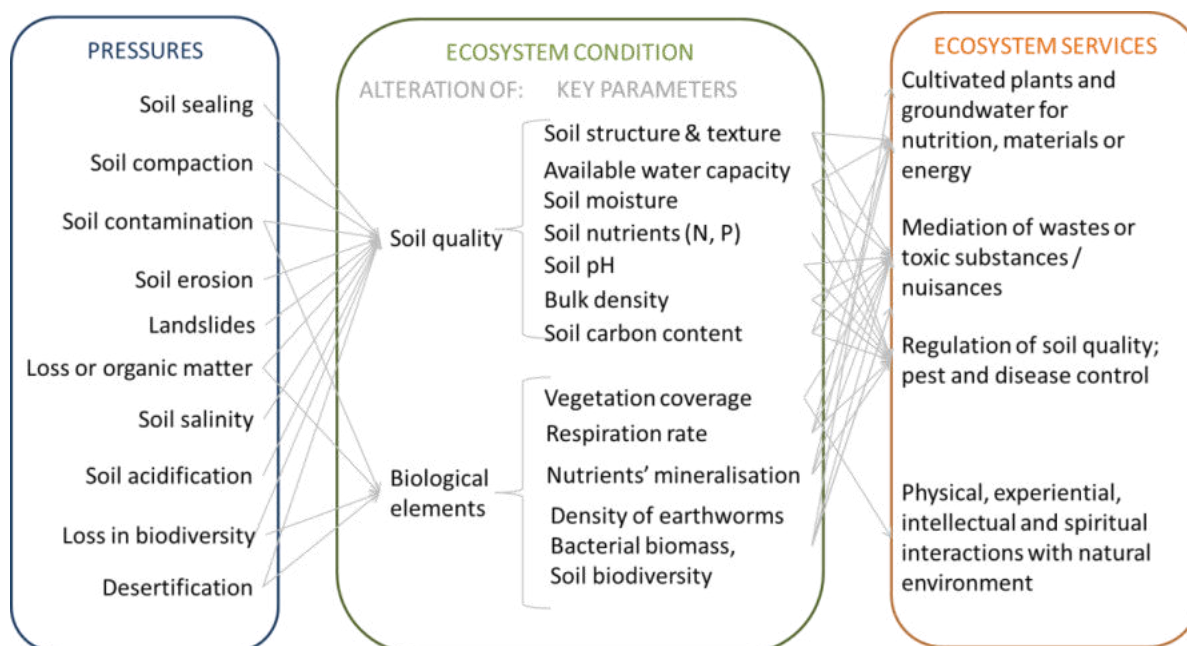 PRESSURES
Soil sealing
Soil compaction
Soil contamination
Soil erosion
Landslides
Loss or organic matter
Soil salinity
Soil acidification
Loss in biodiversity
Desertification
ECOSYSTEM CONDITION
ALTERATION OF:
KEY PARAMETERS
Soil quality
Soil structure & texture
Available water capacity
Soil moisture
Soil nutrients (N, P)
Soil pH
Bulk density
Soil carbon content
Biological
elements
Vegetation coverage
Respiration rate
Nutrients’ mineralisation
Density of earthworms
Bacterial biomass,
Soil biodiversity
ECOSYSTEM SERVICES
Cultivated plants and
groundwater for
nutrition, materials or
energy
Mediation of wastes or
toxic substances /
nuisances
Regulation of soil quality;
pest and disease control
Physical, experiential,
intellectual and spiritual
interactions with natural
environment